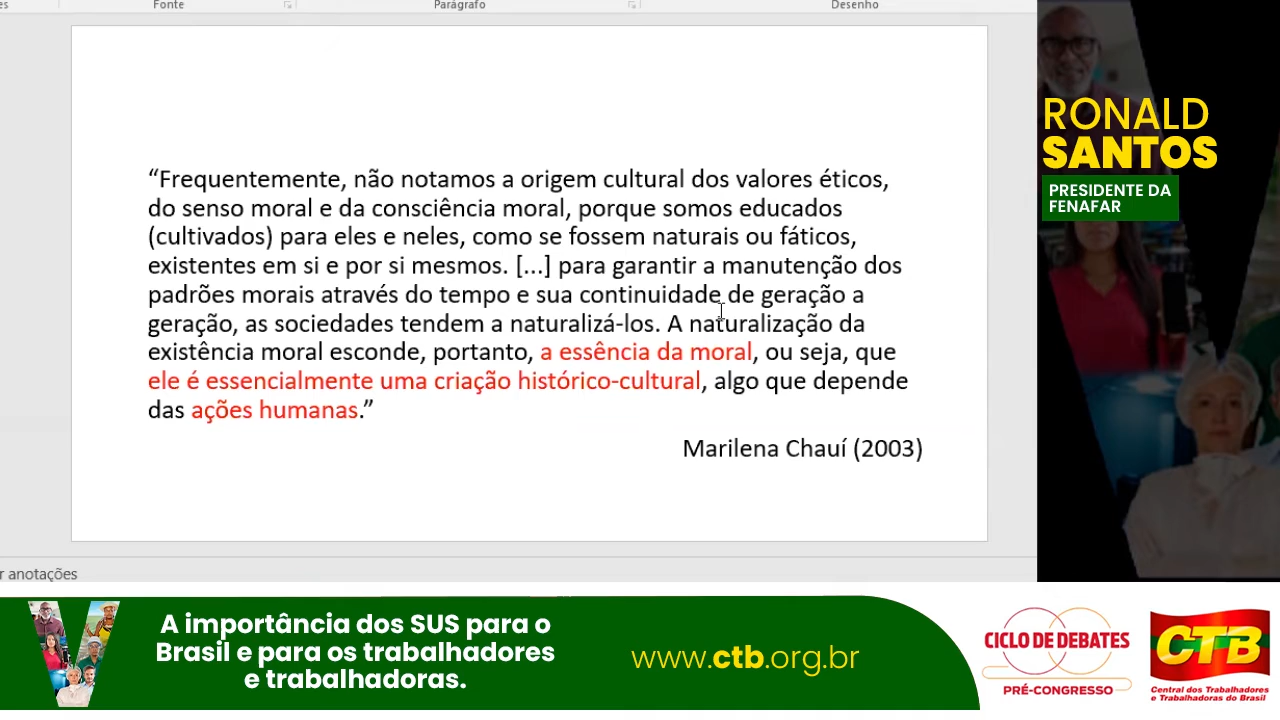 Fonte
Parágrafo
Desenho
“Frequentemente, não notamos a origem cultural dos valores éticos,
do senso moral e da consciência moral, porque somos educados
(cultivados) para eles e neles, como se fossem naturais ou fáticos,
existentes em si e por si mesmos. [...] para garantir a manutenção dos
padrões morais através do tempo e sua continuidade de geração a
geração, as sociedades tendem a naturalizá-los. A naturalização da
existência moral esconde, portanto, a essência da moral, ou seja, que
ele é essencialmente uma criação histórico-cultural, algo que depende
das ações humanas.”
Marilena Chauí (2003)
r anotações
RONALD
SANTOS
PRESIDENTE DA
FENAFAR
A importância dos SUS para o
Brasil e para os trabalhadores
e trabalhadoras.
www.ctb.org.br
CICLO DE DEBATES
PRÉ-CONGRESSO
CTB
Central dos Trabalhadores
e Trabalhadoras do Brasil